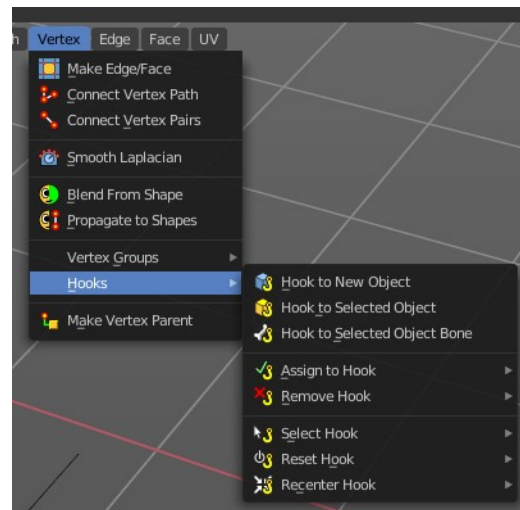 h Vertex Edge Face UV
Make Edge/Face
Connect Vertex Path
Connect Vertex Pairs
Smooth Laplacian
Blend From Shape
Propagate to Shapes
Vertex Groups
Hooks
Make Vertex Parent
Hook to New Object
Hook to Selected Object
Hook to Selected Object Bone
Assign to Hook
Remove Hook
Select Hook
Reset Hook
Recenter Hook